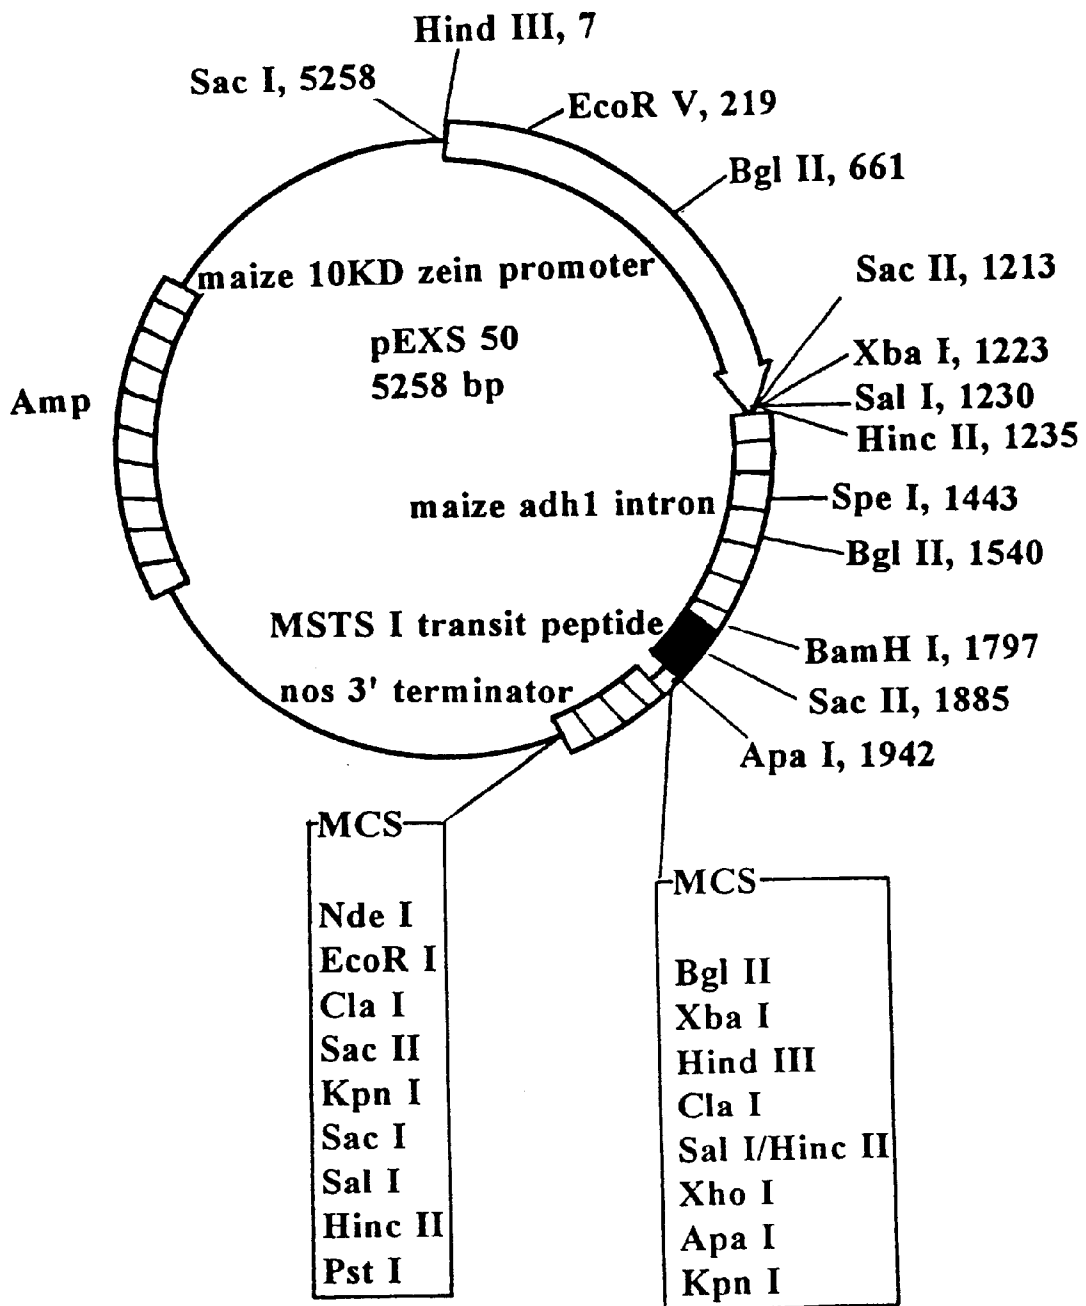 Hind III, 7
Sac I, 5258
EcoR V, 219
Bgl II, 661
maize 10KD zein promoter
Sac II, 1213
pEXS 50
5258 bp
Xba I, 1223
Amp
Sal I, 1230
Hinc II, 1235
maize adh1 intron
Spe I, 1443
Bgl II, 1540
MSTS I transit peptide
BamH I, 1797
nos 3' terminator
Sac II, 1885
Apa I, 1942
MCS
Nde I
EcoR I
Cla I
Sac II
Kpn I
Sac I
Sal I
Hinc II
Pst I
MCS
Bgl II
Xba I
Hind III
Cla I
Sal I/Hinc II
Xho I
Apa I
Kpn I